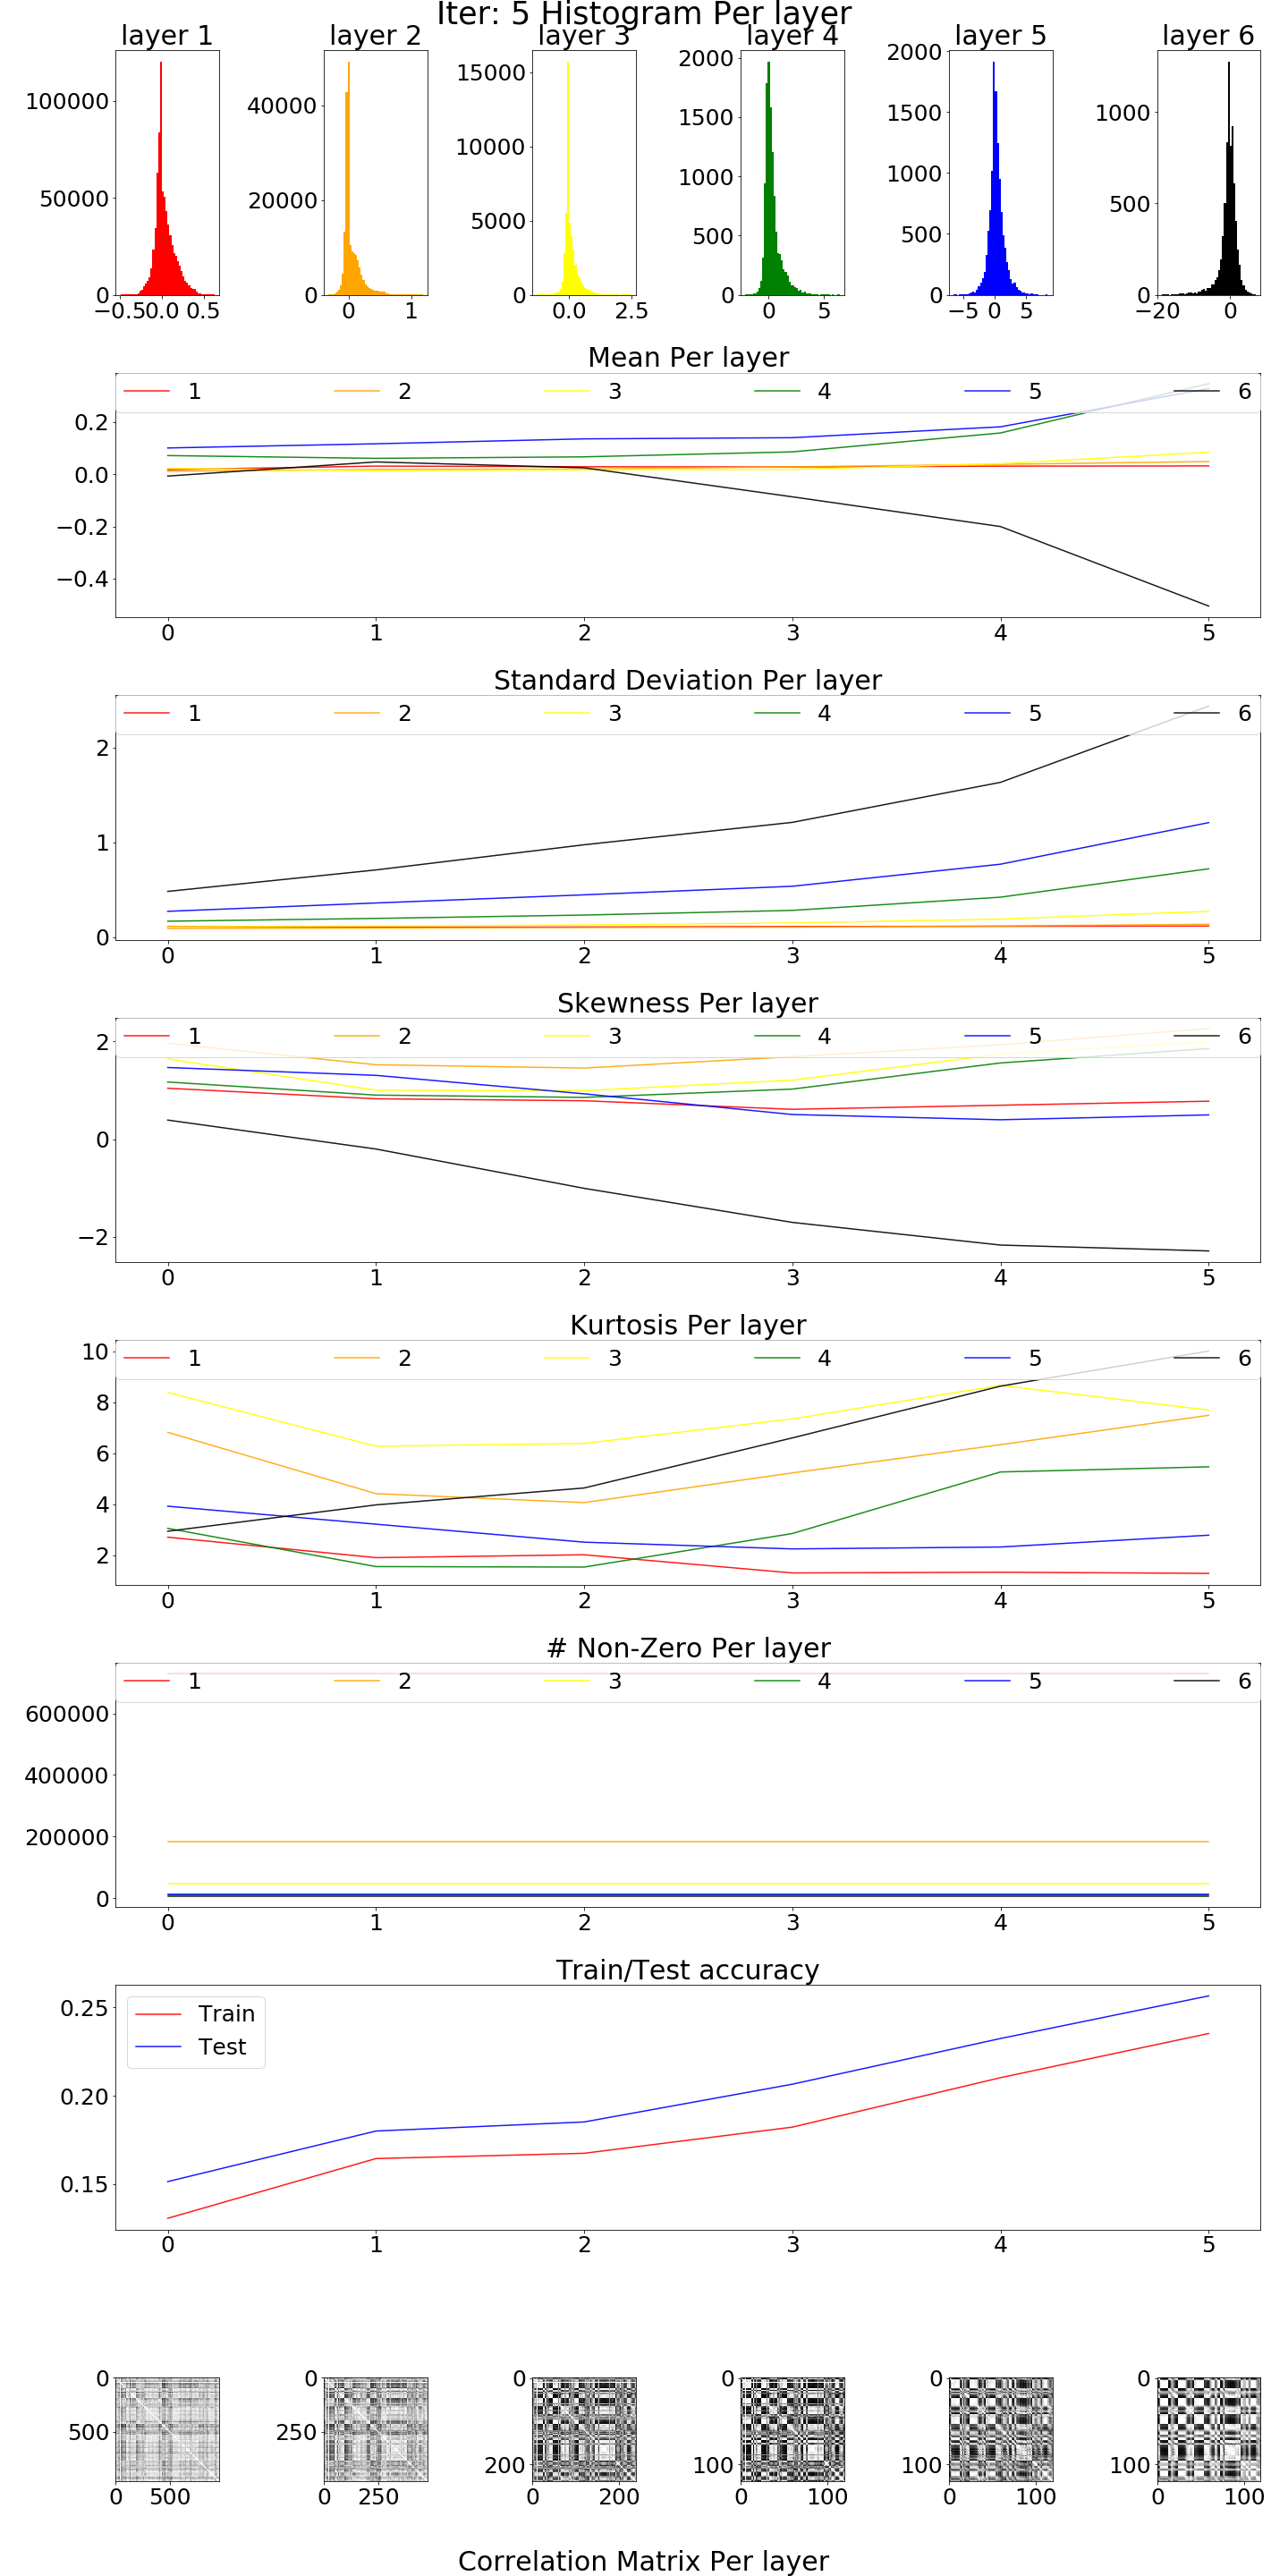 Iter: 5 Histogram Per layer
layer 1 layer 2 layer 3 layer 4 layer 5 layer 6
100000
50000
0
−0.5 0.0 0.5
40000
20000
0
0 1
15000
10000
5000
0
0.0 2.5
2000
1500
1000
500
0
0 5
2000
1500
1000
500
0
−5 0 5
1000
500
0
−20 0
Mean Per layer
1 2 3 4 5 6
0.2
0.0
−0.2
−0.4
0 1 2 3 4 5
Standard Deviation Per layer
1 2 3 4 5 6
2
1
0
0 1 2 3 4 5
Skewness Per layer
1 2 3 4 5 6
2
0
−2
0 1 2 3 4 5
Kurtosis Per layer
1 2 3 4 5 6
10
8
6
4
2
0 1 2 3 4 5
# Non-Zero Per layer
1 2 3 4 5 6
600000
400000
200000
0
0 1 2 3 4 5
Train/Test accuracy
Train
Test
0.25
0.20
0.15
0 1 2 3 4 5
0
500
0 500
0
250
0 250
0
200
0 200
0
100
0 100
0
100
0 100
0
100
0 100
Correlation Matrix Per layer